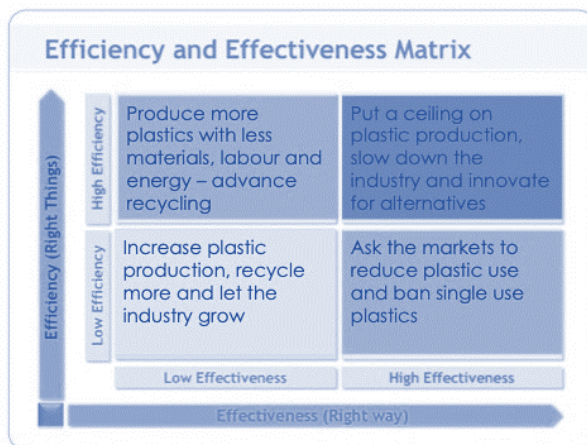 Efficiency and Effectiveness Matrix
Efficiency (Right Things)
High Efficiency
Produce more
plastics with less
materials, labour and
energy – advance
recycling
Put a ceiling on
plastic production,
slow down the
industry and innovate
for alternatives
Low Efficiency
Increase plastic
production, recycle
more and let the
industry grow
Ask the markets to
reduce plastic use
and ban single use
plastics
Low Effectiveness
High Effectiveness
Effectiveness (Right way)